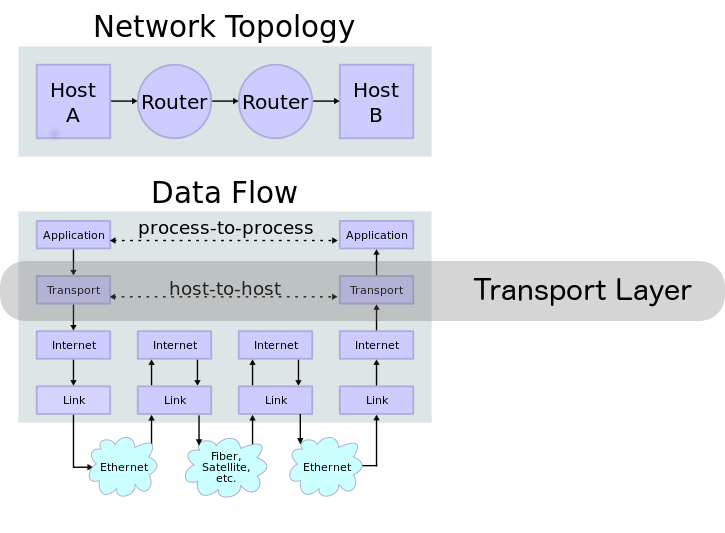 Network Topology
Host
A
Router
Router
Host
B
Data Flow
Application
process-to-process
Application
Transport
host-to-host
Transport
Transport Layer
Internet
Internet
Internet
Internet
Link
Link
Link
Link
Ethernet
Fiber,
Satellite,
etc.
Ethernet